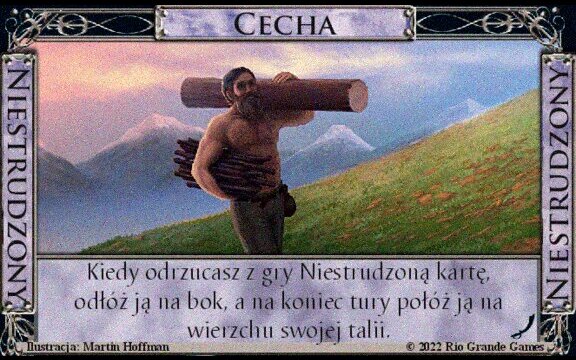 CECHA
NIESTRUDZONY
NIESTRUDZONY
Kiedy odrzucasz z gry Niestrudzoną kartę,
odłóż ją na bok, a na koniec tury połóż ją na
wierzchu swojej talii.
Ilustracja: Martin Hoffman
© 2022 Rio Grande Games